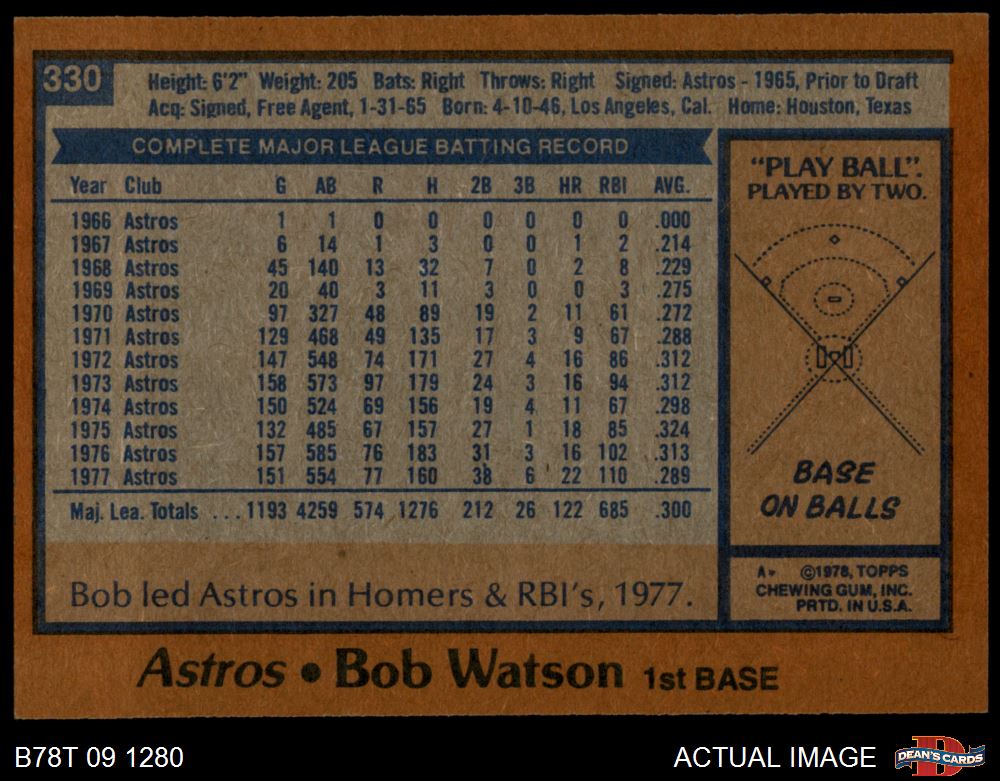 330
Height: 6'2" Weight: 205 Bats: Right Throws: Right Signed: Astros - 1965, Prior to Draft
Acq: Signed, Free Agent, 1-31-65 Born: 4-10-46, Los Angeles, Cal. Home: Houston, Texas
COMPLETE MAJOR LEAGUE BATTING RECORD
Year Club G AB R H 2B 3B HR RBI AVG.
1966 Astros 1 1 0 0 0 0 0 0 .000
1967 Astros 6 14 1 3 0 0 1 2 .214
1968 Astros 45 140 13 32 7 0 2 8 .229
1969 Astros 20 40 3 11 3 0 0 3 .275
1970 Astros 97 327 48 89 19 2 11 61 .272
1971 Astros 129 468 49 135 17 3 9 67 .288
1972 Astros 147 548 74 171 27 4 16 86 .312
1973 Astros 158 573 97 179 24 3 16 94 .312
1974 Astros 150 524 69 156 19 4 11 67 .298
1975 Astros 132 485 67 157 27 1 18 85 .324
1976 Astros 157 585 76 183 31 3 16 102 .313
1977 Astros 151 554 77 160 38 6 22 110 .289
Maj. Lea. Totals ... 1193 4259 574 1276 212 26 122 685 .300
Bob led Astros in Homers & RBI's, 1977.
"PLAY BALL".
PLAYED BY TWO.
BASE
ON BALLS
A* ©1978, TOPPS
CHEWING GUM, INC.
PRTD. IN U.S.A.
Astros • Bob Watson 1st BASE
B78T 09 1280
ACTUAL IMAGE
DEAN'S CARDS